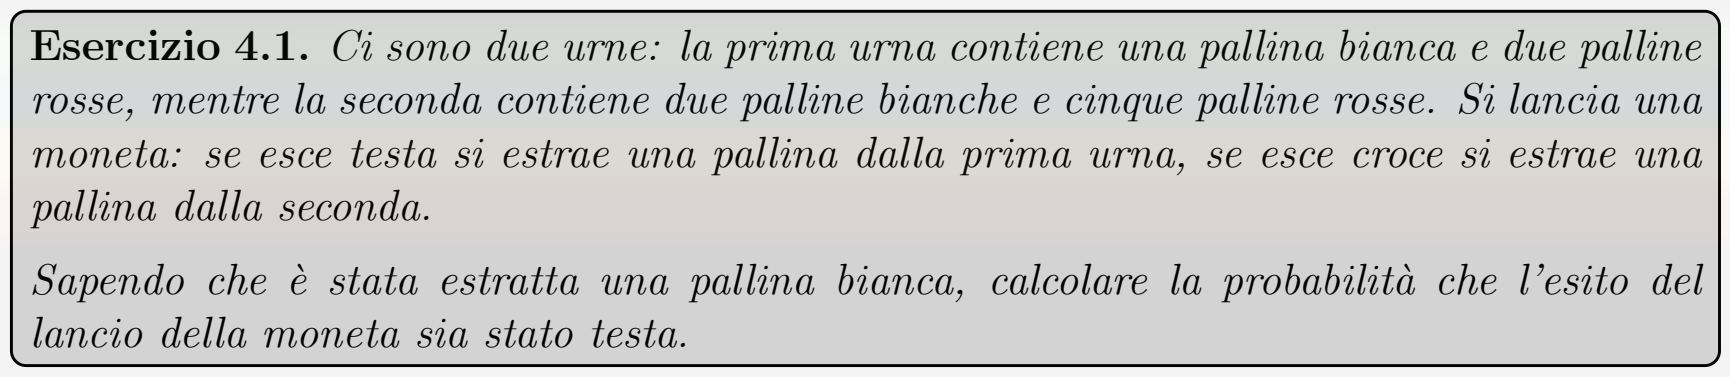 Esercizio 4.1. Ci sono due urne: la prima urna contiene una pallina bianca e due palline
rosse, mentre la seconda contiene due palline bianche e cinque palline rosse. Si lancia una
moneta: se esce testa si estrae una pallina dalla prima urna, se esce croce si estrae una
pallina dalla seconda.
Sapendo che è stata estratta una pallina bianca, calcolare la probabilità che l'esito del
lancio della moneta sia stato testa.